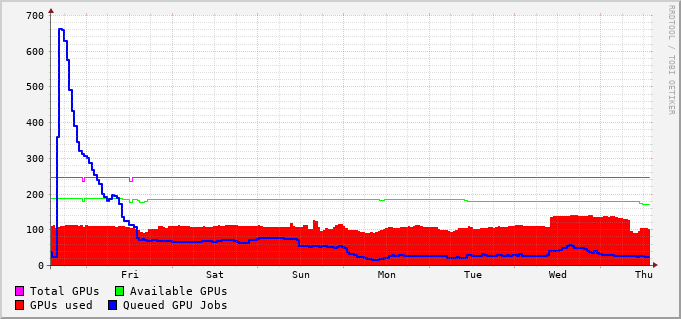 700
600
500
400
300
200
100
0
Fri Sat Sun Mon Tue Wed Thu
Total GPUs Available GPUs
GPUs used Queued GPU Jobs
RRDTOOL / TOBI OETIKER